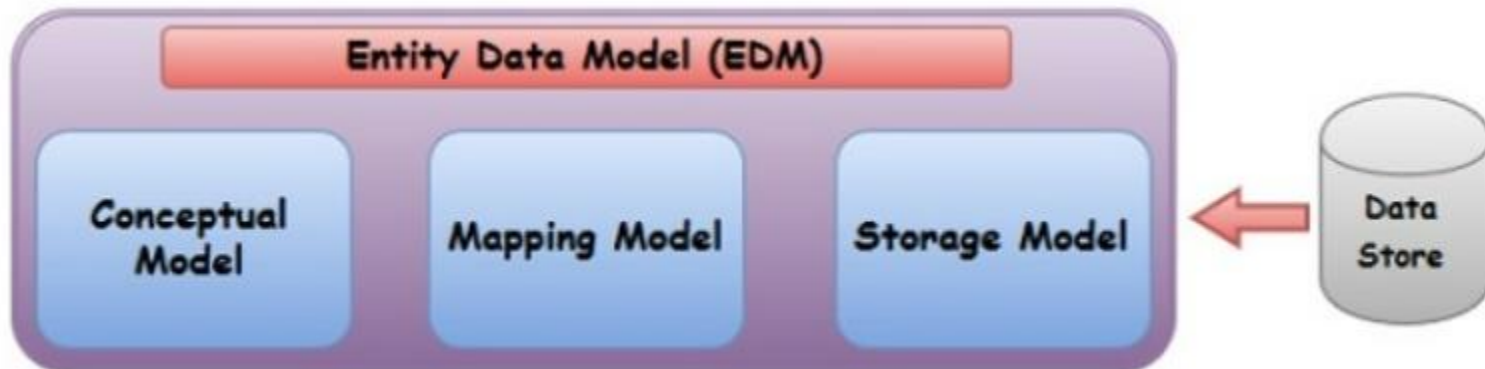 Entity Data Model (EDM)
Conceptual
Model
Mapping Model
Storage Model
Data
Store